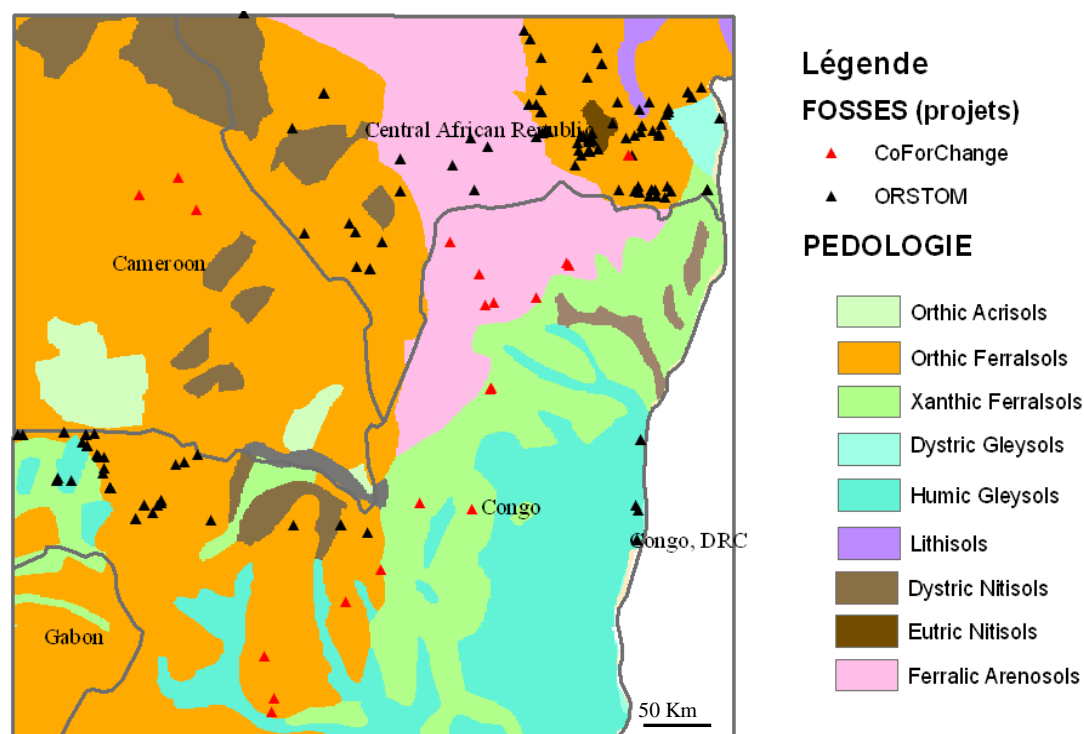 Central African Republic
Cameroon
Congo
Congo, DRC
Gabon
50 Km
Légende
FOSSES (projets)
CoForChange
ORSTOM
PEDOLOGIE
Orthic Acrisols
Orthic Ferralsols
Xanthic Ferralsols
Dystric Gleysols
Humic Gleysols
Lithisols
Dystric Nitisols
Eutric Nitisols
Ferralic Arenosols